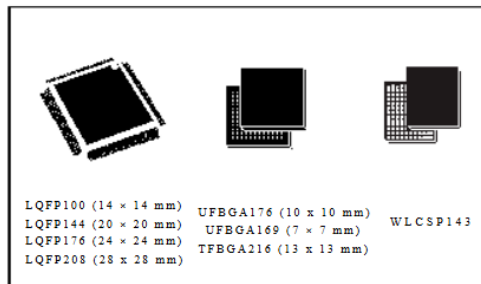 LQFP100 (14 × 14 mm)
LQFP144 (20 × 20 mm)
LQFP176 (24 × 24 mm)
LQFP208 (28 x 28 mm)
UFBGA176 (10 x 10 mm)
UFBGA169 (7 × 7 mm)
TFBGA216 (13 x 13 mm)
WLCSP143